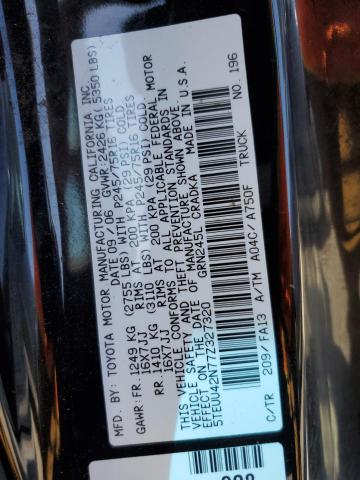 MFD. BY: TOYOTA MOTOR MANUFACTURING CALIFORNIA INC.
DATE: 09 / 06 GVWR: 2426 KG ( 5350 LBS)
GAWR: FR. 1249 KG (2755 LBS) WITH P245/75R16 TIRES
16X7JJ RIMS AT 200 KPA (29 PSI) COLD.
RR. 1410 KG (3110 LBS) WITH P245/75R16 TIRES
16X7JJ RIMS AT 200 KPA (29 PSI) COLD.
THIS VEHICLE CONFORMS TO ALL APPLICABLE FEDERAL MOTOR
VEHICLE SAFETY AND THEFT PREVENTION STANDARDS IN
EFFECT ON THE DATE OF MANUFACTURE SHOWN ABOVE.
5TEUU42N77Z327320 GRN245L CRADKA MADE IN U.S.A.
TRUCK
C/TR 209/ FA13 A/TM A04C/ A750F NO. 196